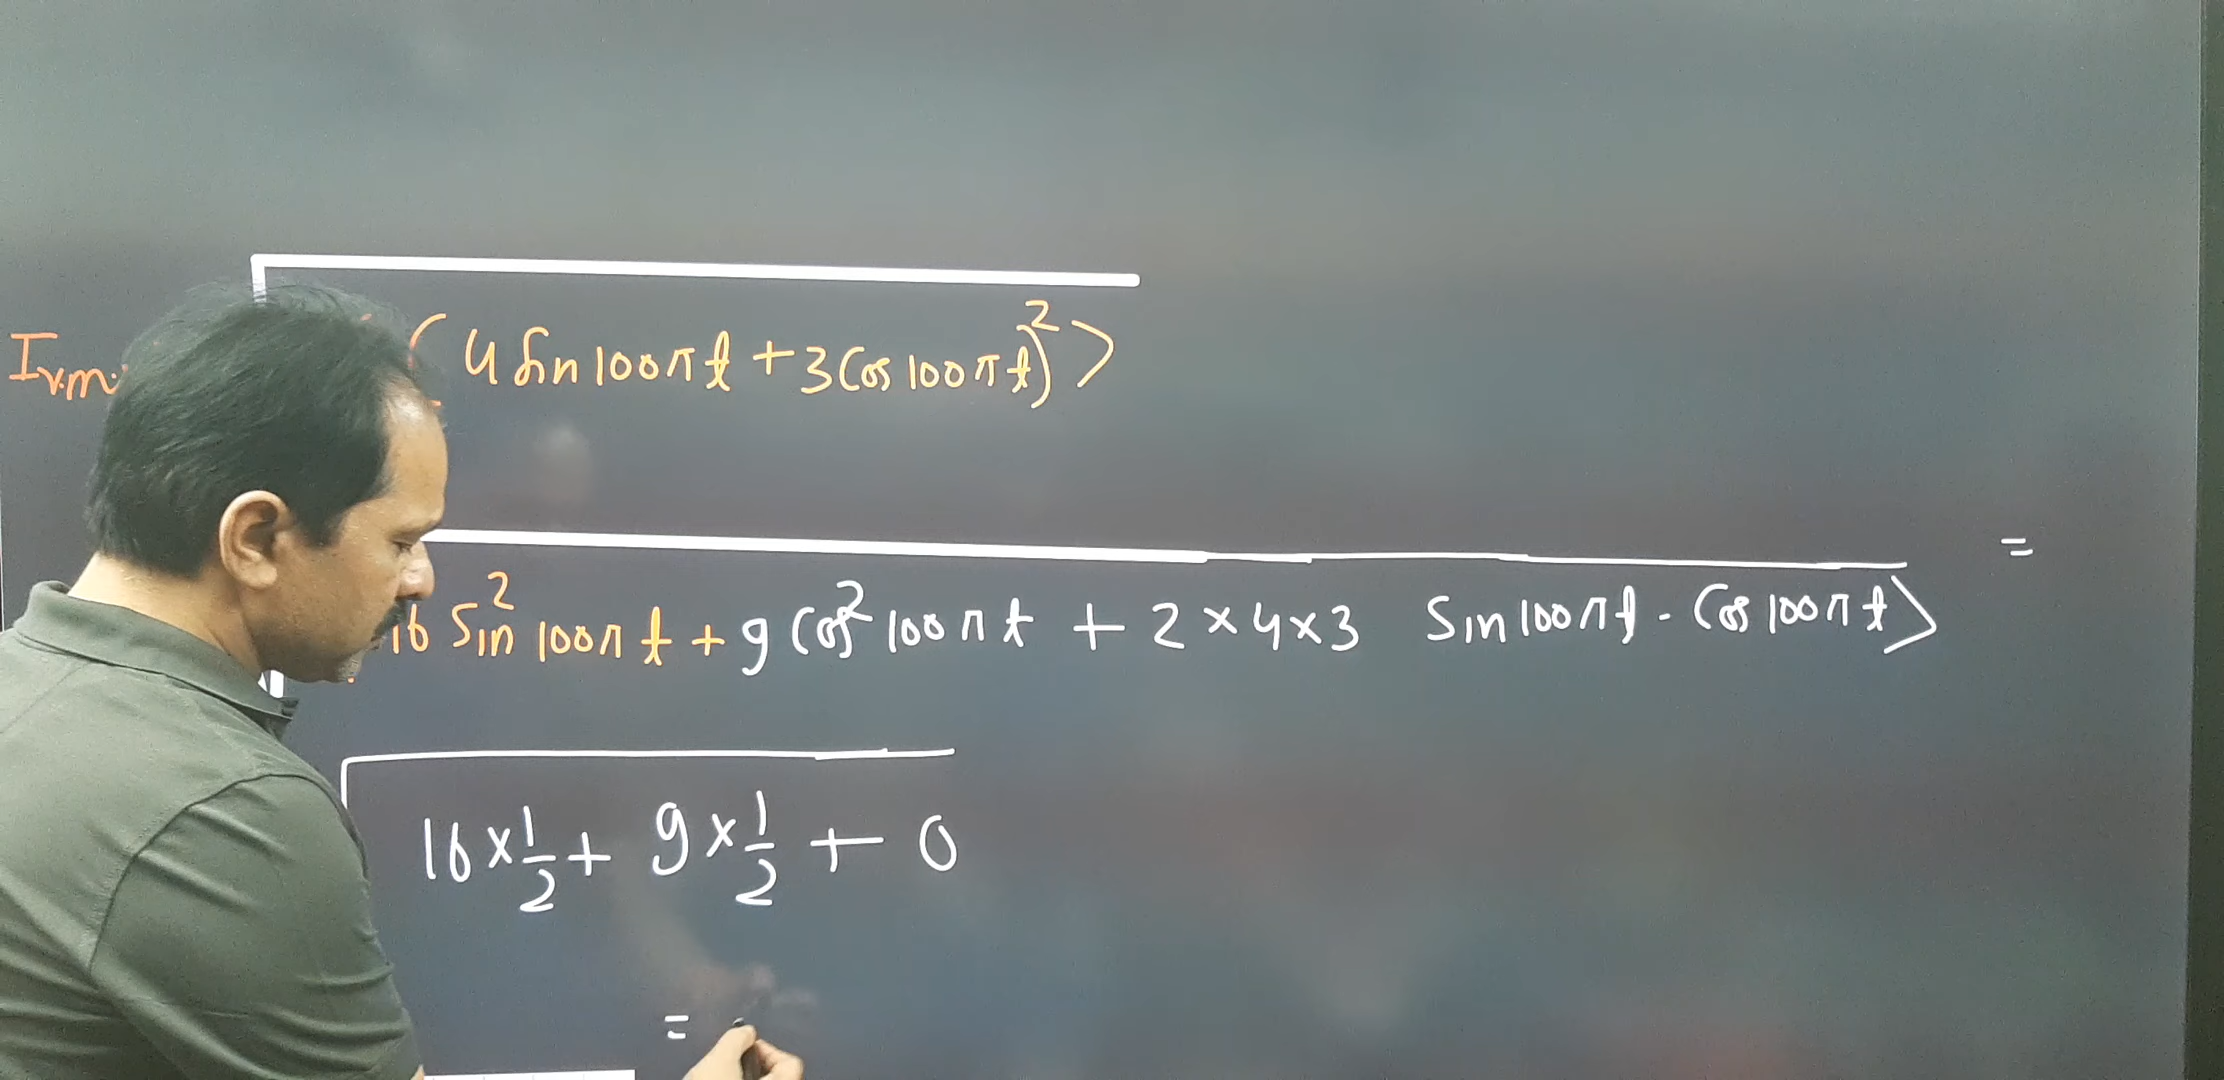 I r.m. ( 4 Sin 100πt + 3 Cos 100πt)² >
=
16 Sin² 100πt + 9 Cos² 100πt + 2×4×3 Sin 100πt - Cos 100πt >
16 × 1/2 + 9 × 1/2 + 0
=